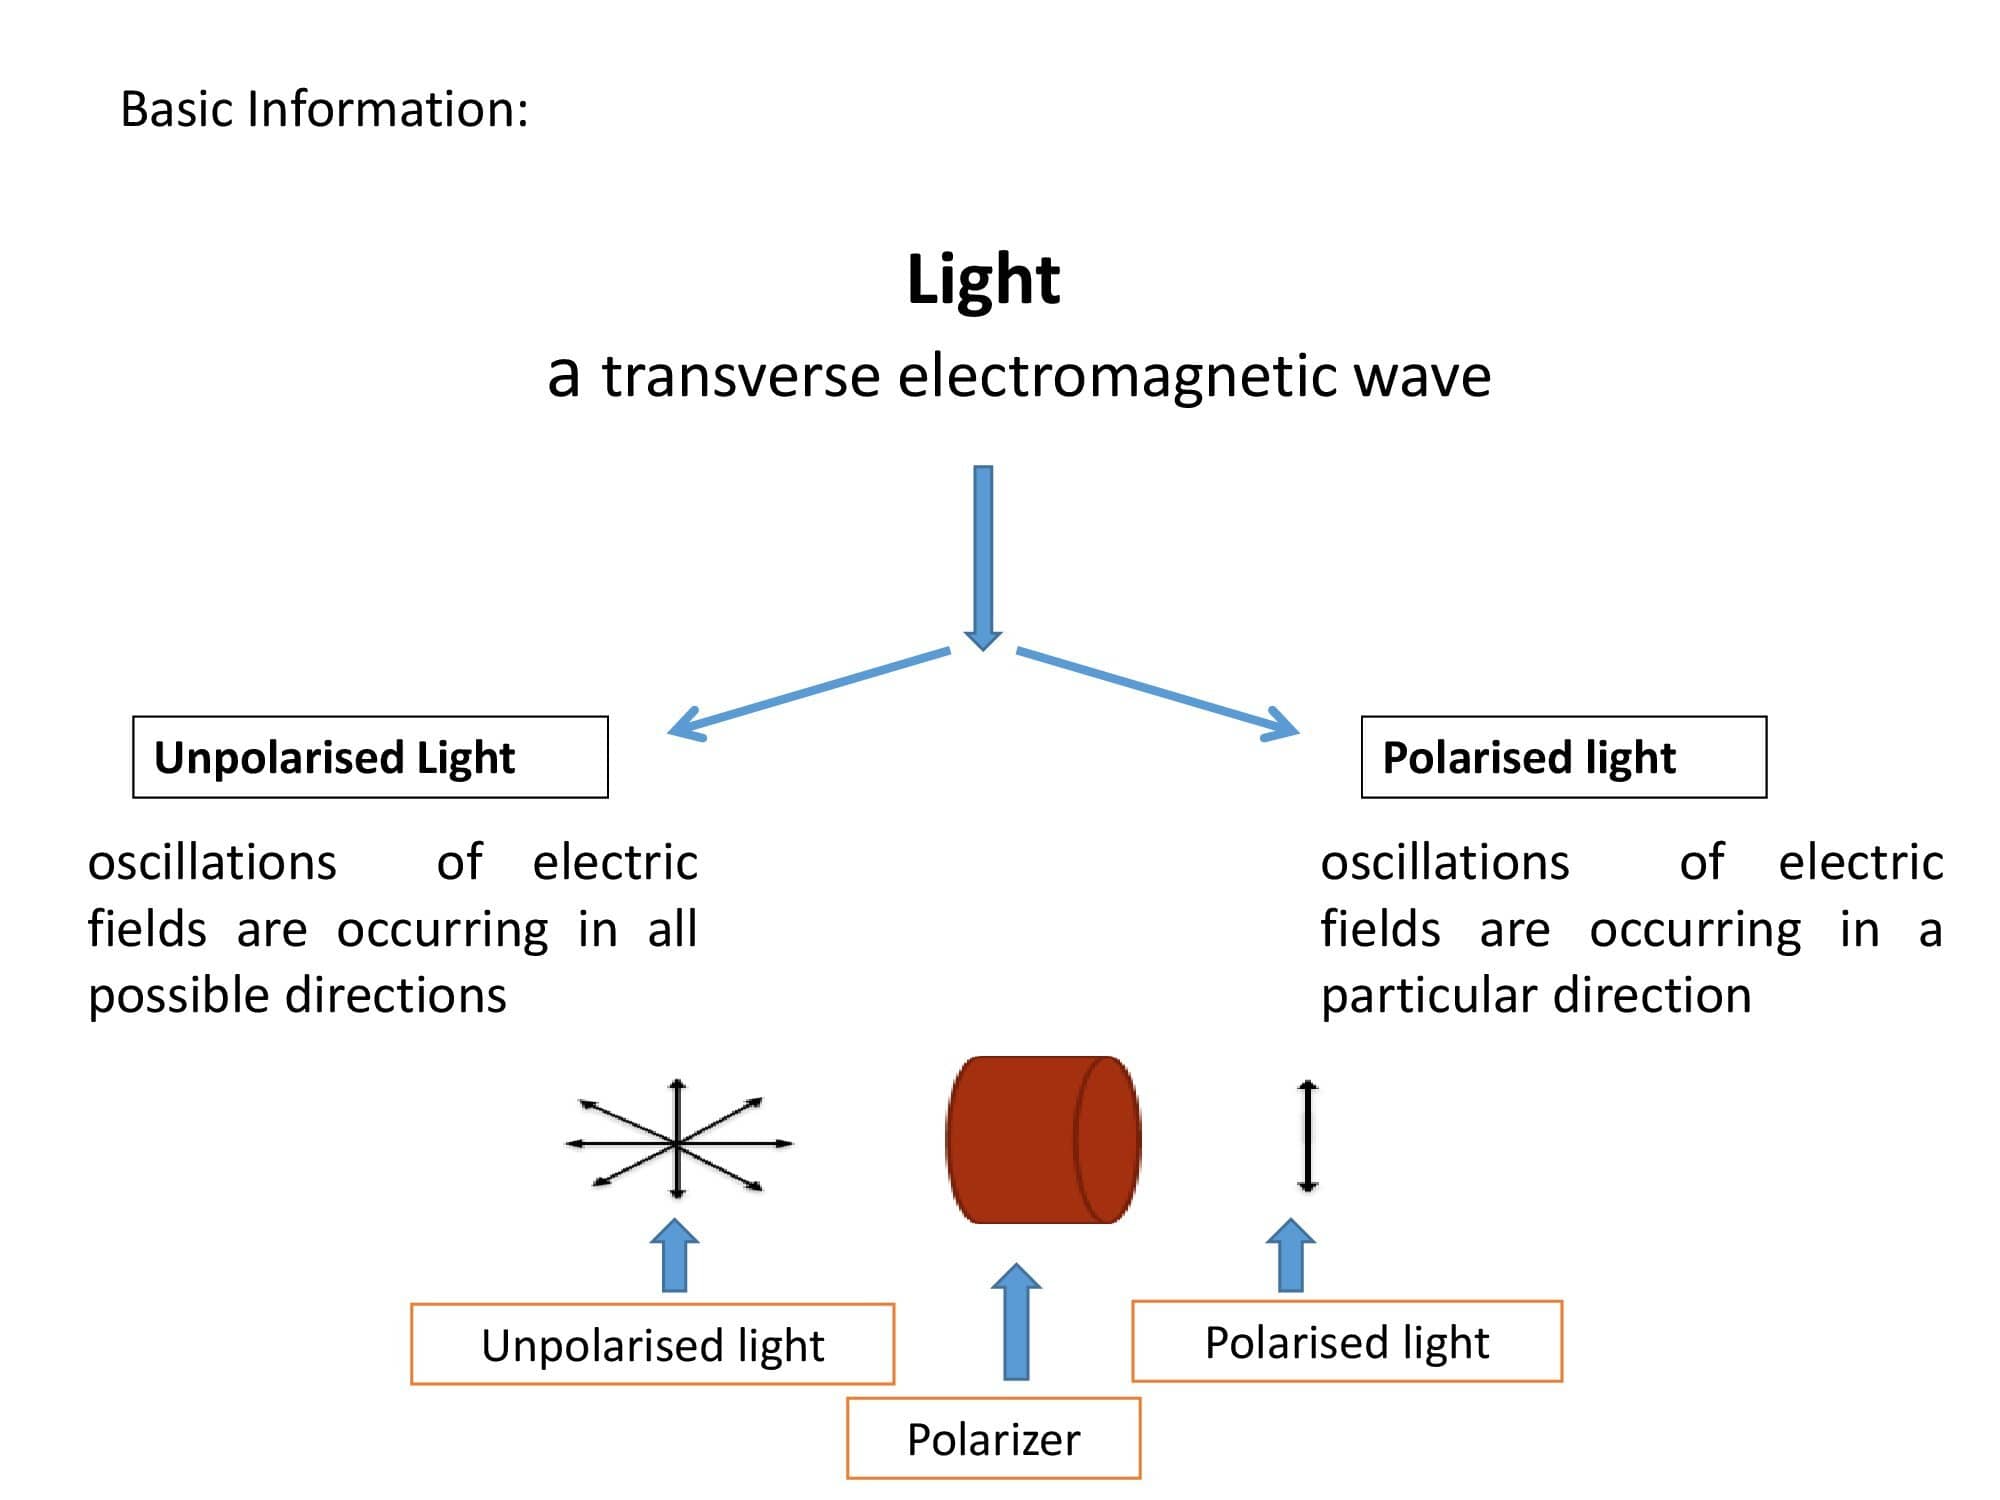 Basic Information:
Light
a transverse electromagnetic wave
Unpolarised Light
oscillations of electric
fields are occurring in all
possible directions
Polarised light
oscillations of electric
fields are occurring in a
particular direction
Unpolarised light
Polarizer
Polarised light